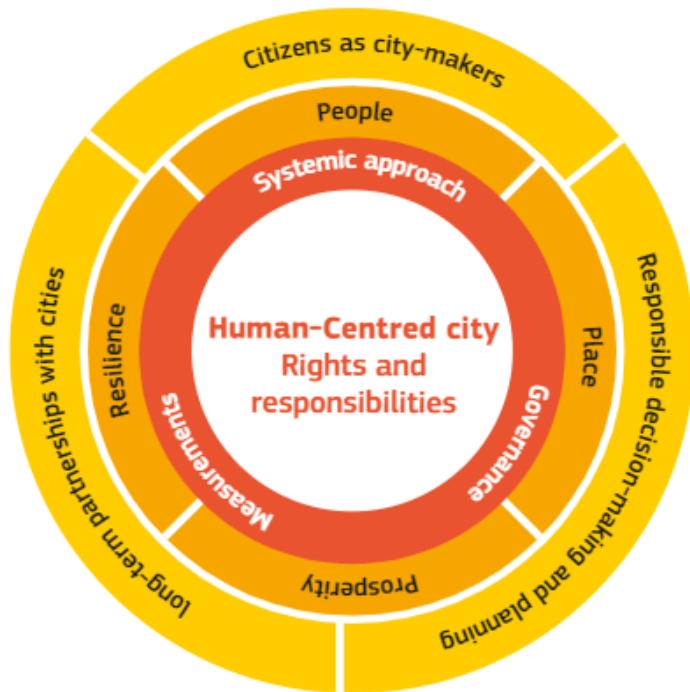 Citizens as city-makers
People
Systemic approach
Human-Centred city
Rights and
responsibilities
Resilience
Place
Measurements
Governance
Prosperity
long-term partnerships with cities
Responsible decision-making and planning